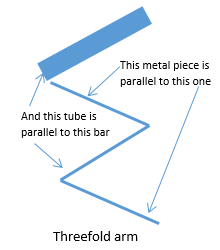 This metal piece is
parallel to this one
And this tube is
parallel to this bar
Threefold arm